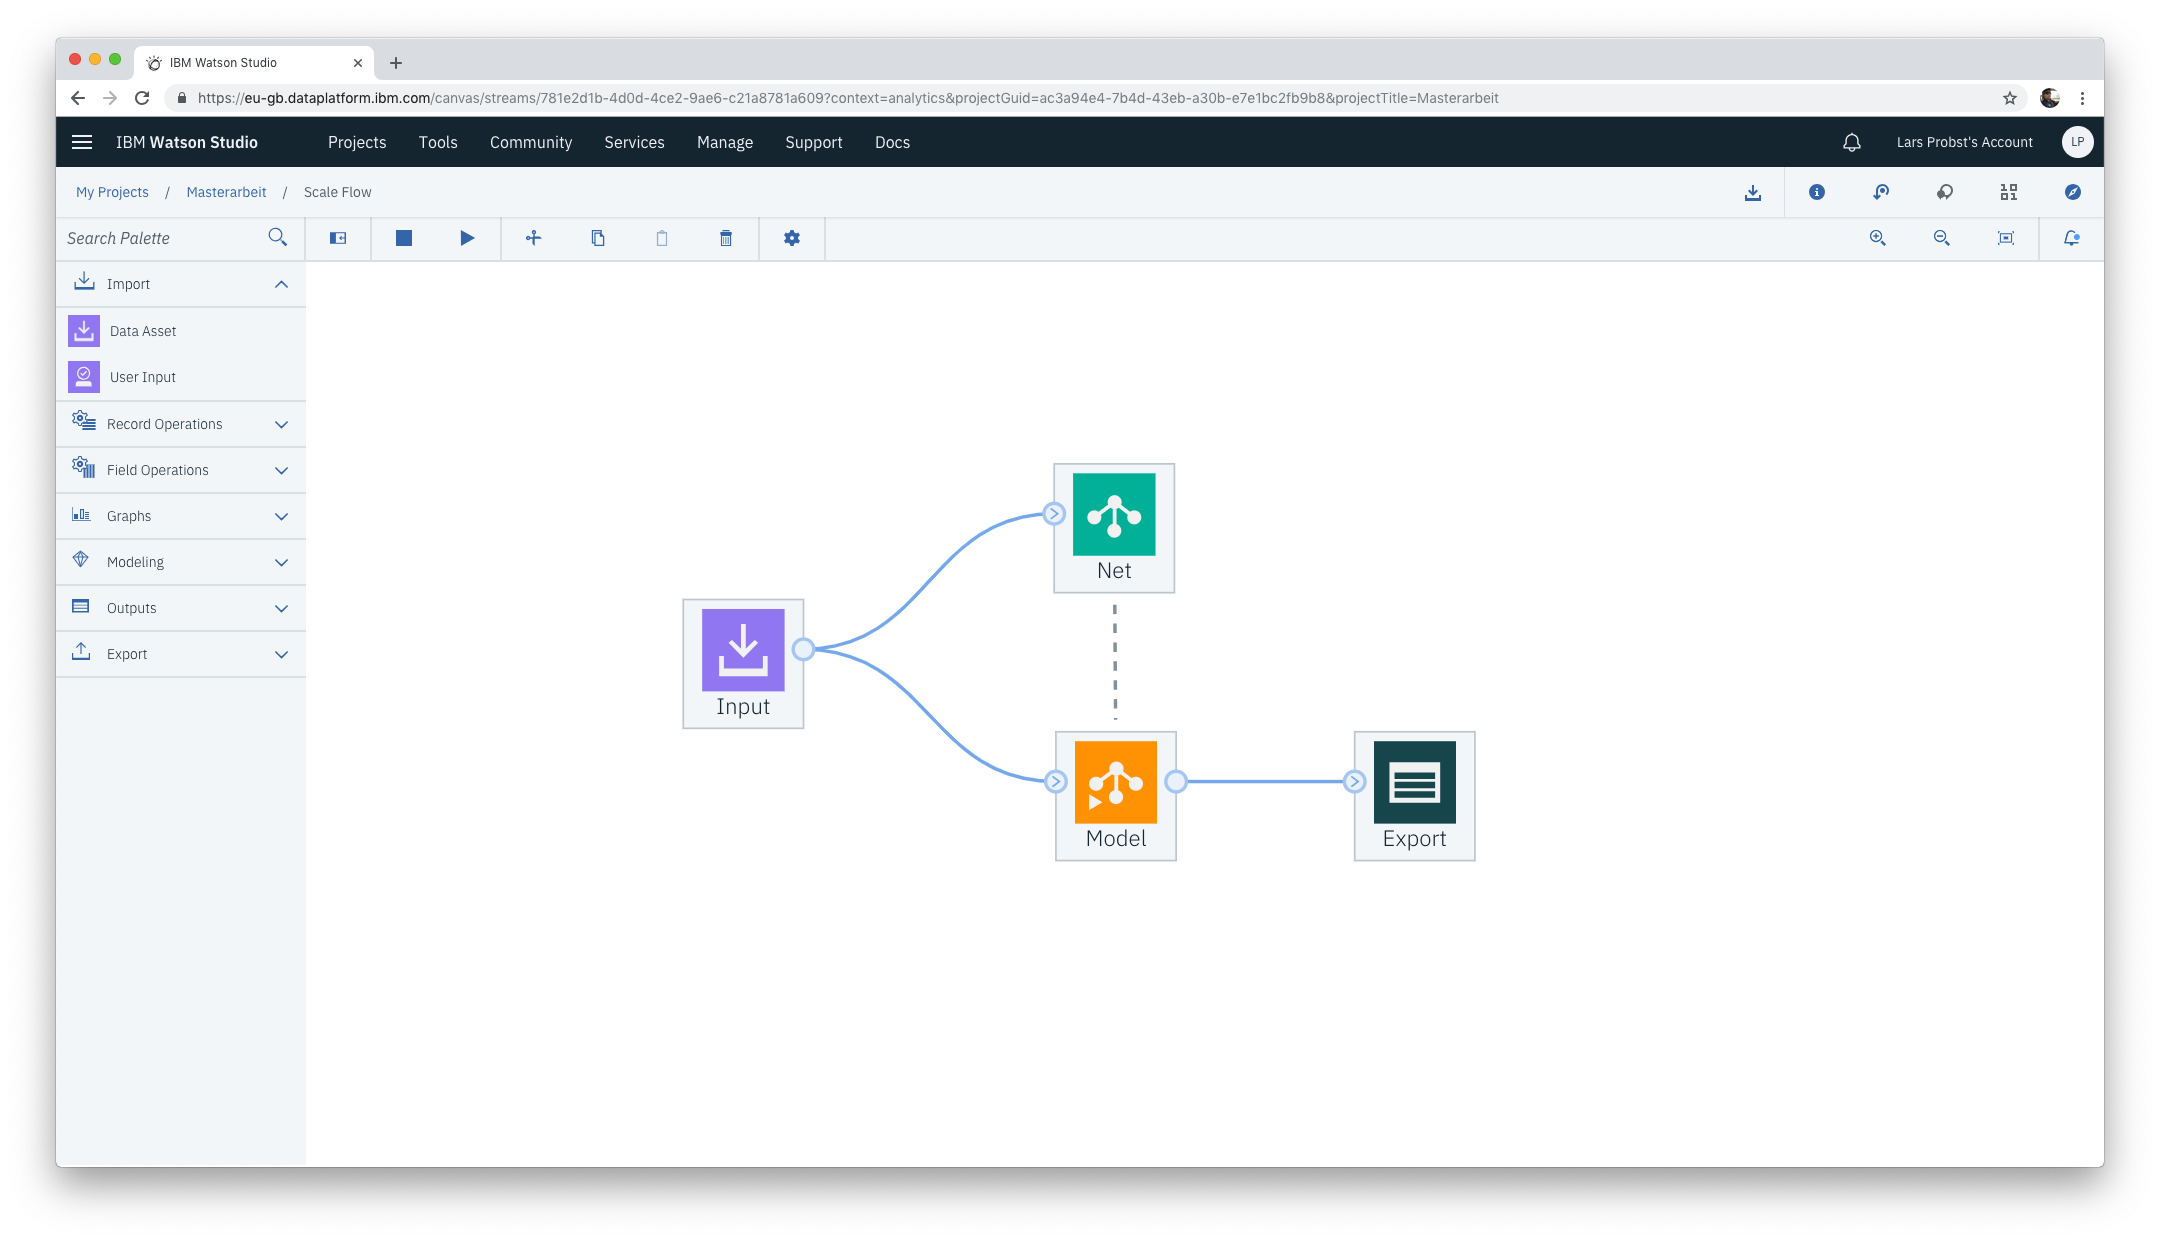 IBM Watson Studio
https://eu-gb.dataplatform.ibm.com/canvas/streams/781e2d1b-4d0d-4ce2-9ae6-c21a8781a609?context=analytics&projectGuid=ac3a94e4-7b4d-43eb-a30b-e7e1bc2fb9b8&projectTitle=Masterarbeit
IBM Watson Studio Projects Tools Community Services Manage Support Docs Lars Probst's Account LP
My Projects / Masterarbeit / Scale Flow
Search Palette
Import
Data Asset
User Input
Record Operations
Field Operations
Graphs
Modeling
Outputs
Export
Net
Input
Model
Export